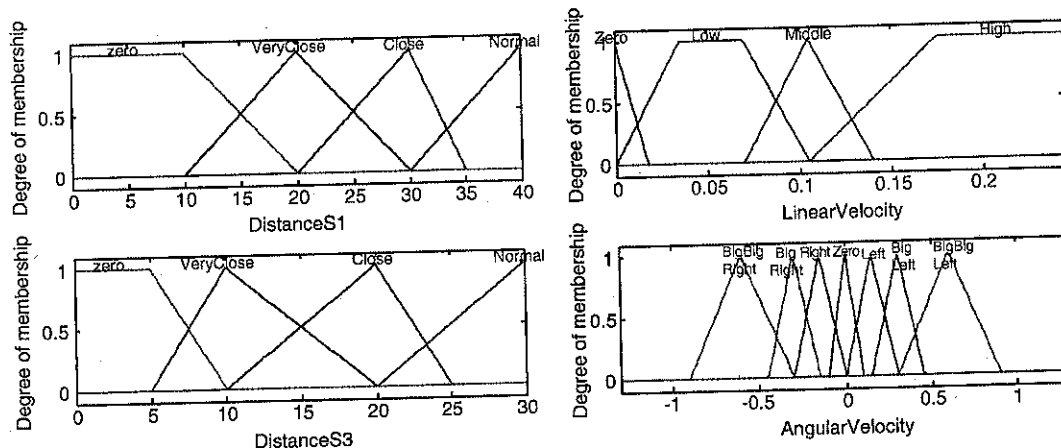 zero VeryClose Close Normal
Degree of membership
1
0.5
0
0 5 10 15 20 25 30 35 40
DistanceS1
Zero Low Middle High
Degree of membership
1
0.5
0
0 0.05 0.1 0.15 0.2
LinearVelocity
zero VeryClose Close Normal
Degree of membership
1
0.5
0
0 5 10 15 20 25 30
DistanceS3
BigBig Big Right Zero Left Big BigBig
Right Right Left Left
Degree of membership
1
0.5
0
-1 -0.5 0 0.5 1
AngularVelocity